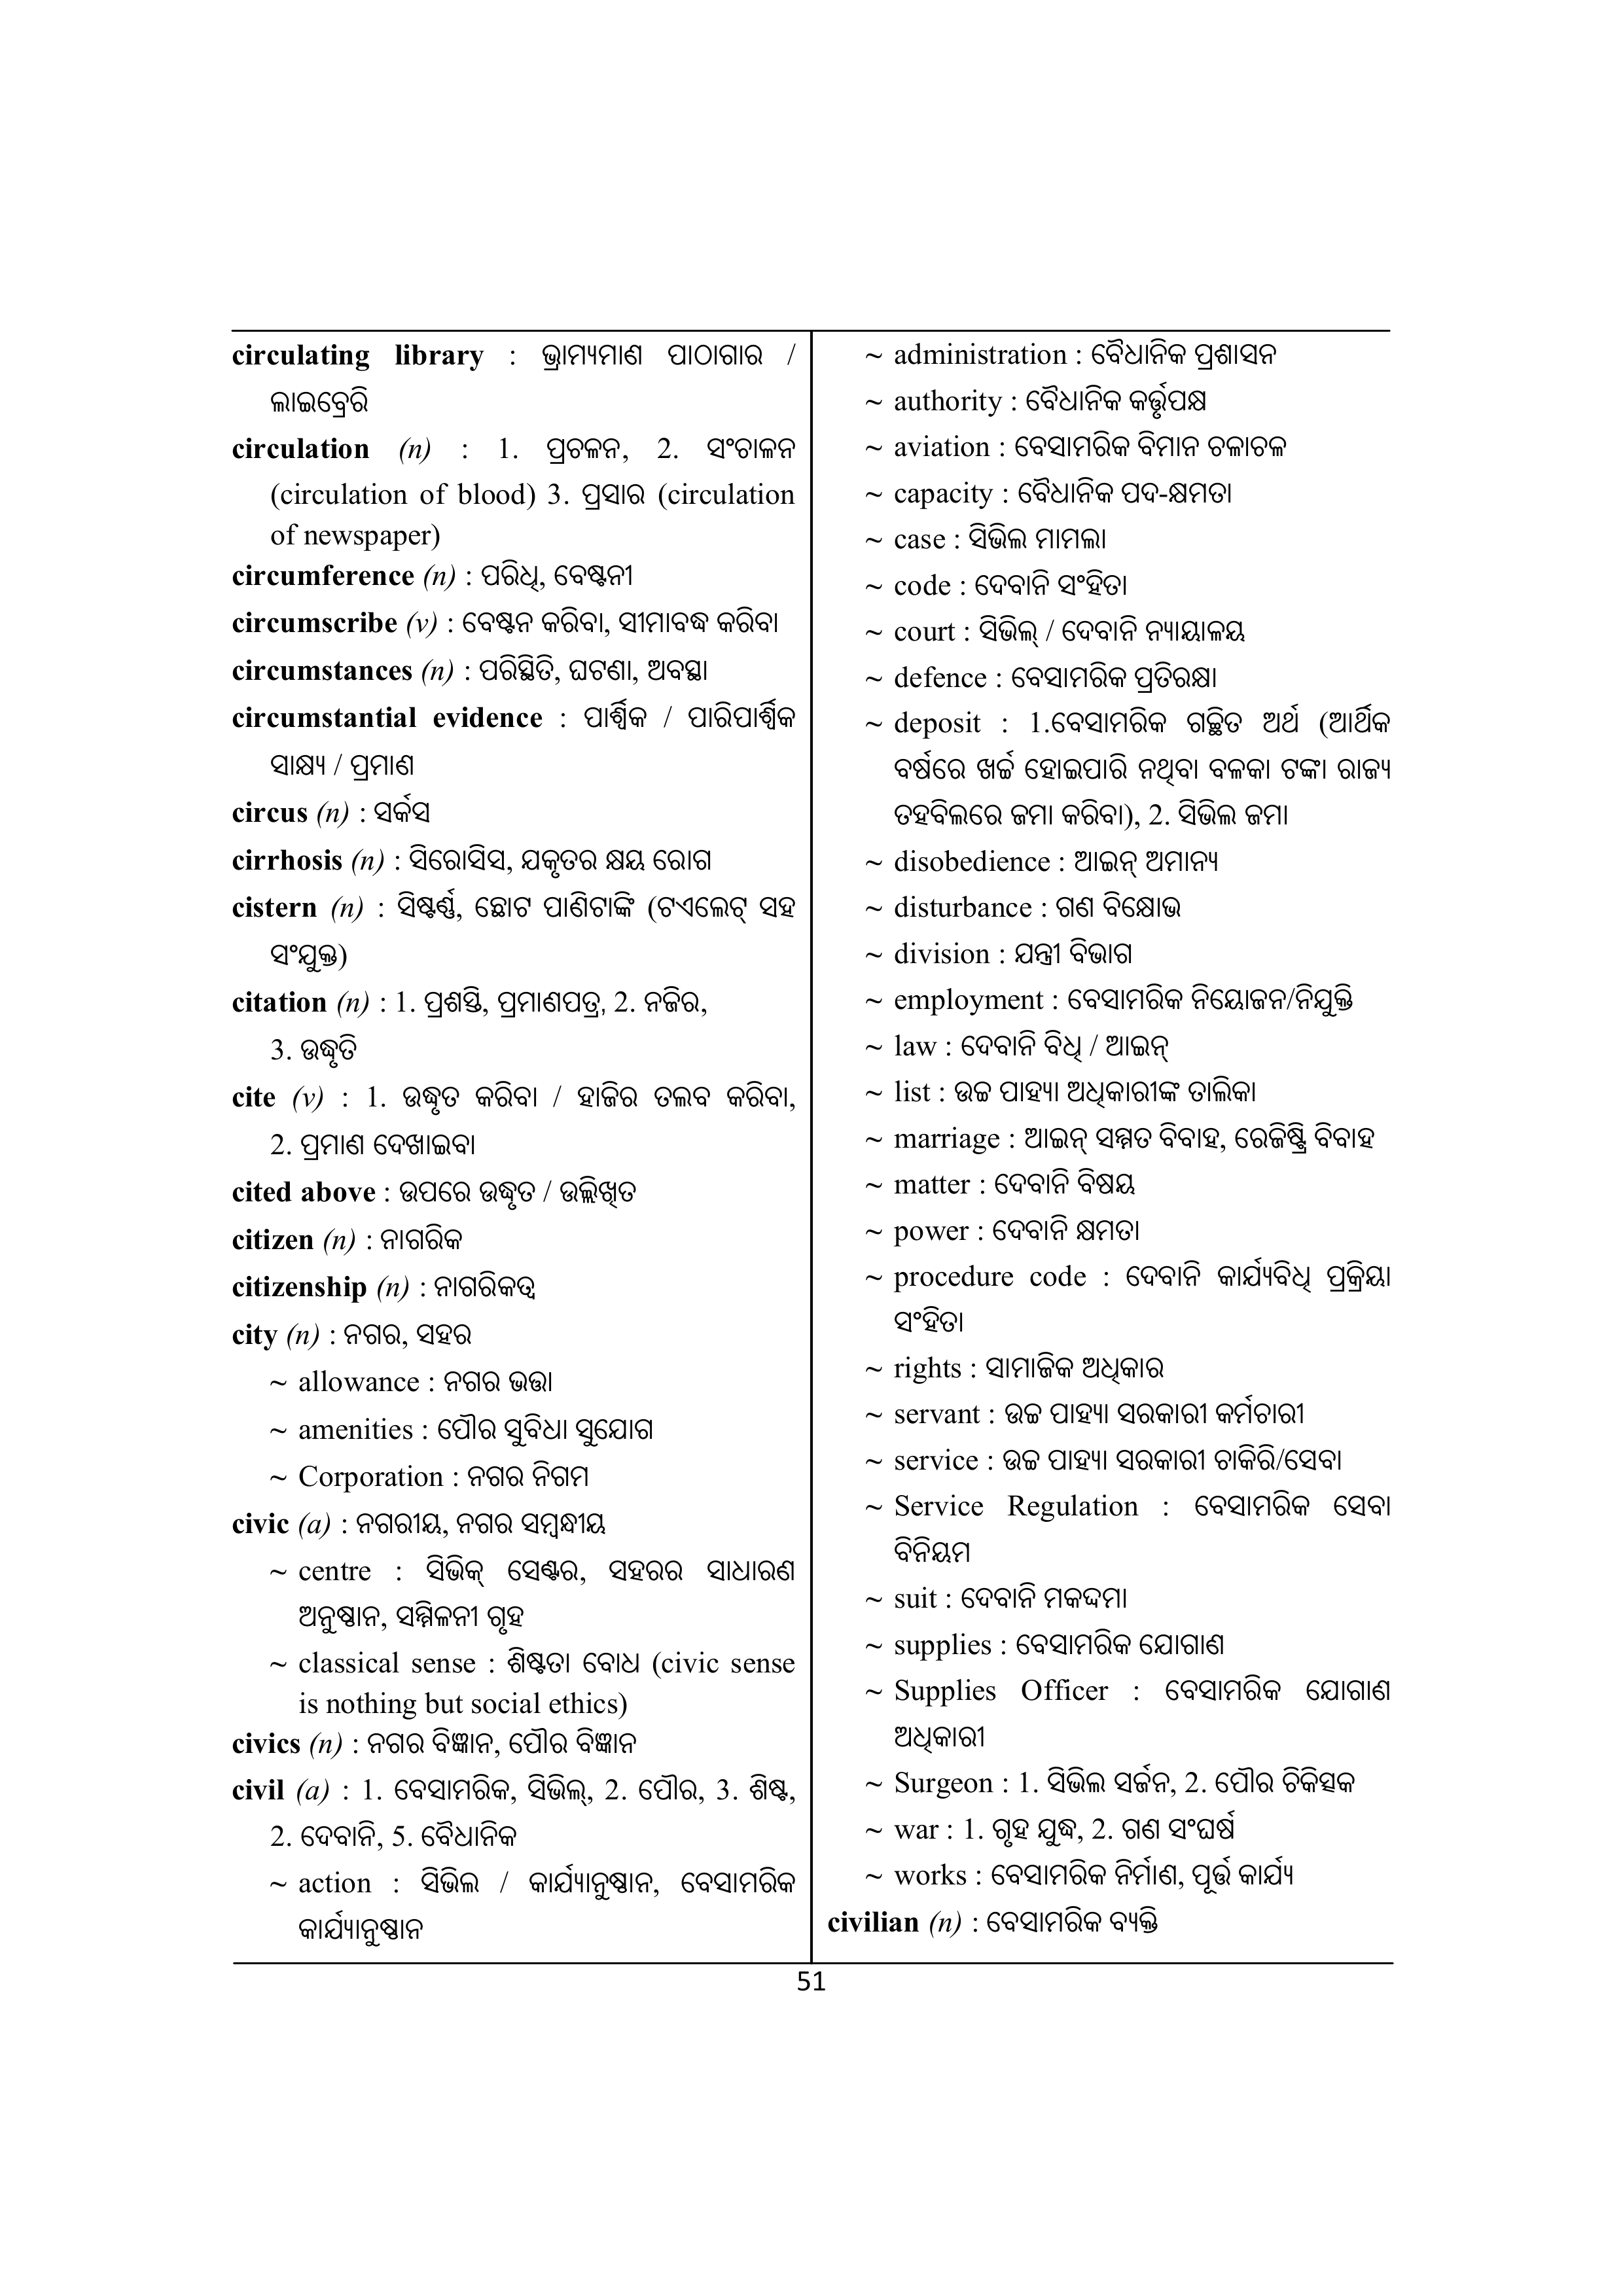 circulating library : ଭ୍ରାମ୍ୟମାଣ ପାଠାଗାର /
ଲାଇବ୍ରେରି
circulation (n) : 1. ପ୍ରଚଳନ, 2. ସଂଚାଳନ
(circulation of blood) 3. ପ୍ରସାର (circulation
of newspaper)
circumference (n) : ପରିଧି, ବେଷ୍ଟନୀ
circumscribe (v) : ବେଷ୍ଟନ କରିବା, ସୀମାବଦ୍ଧ କରିବା
circumstances (n) : ପରିସ୍ଥିତି, ଘଟଣା, ଅବସ୍ଥା
circumstantial evidence : ପାର୍ଶ୍ୱିକ / ପାରିପାର୍ଶ୍ୱିକ
ସାକ୍ଷ୍ୟ / ପ୍ରମାଣ
circus (n) : ସର୍କସ
cirrhosis (n) : ସିରୋସିସ, ଯକୃତର କ୍ଷୟ ରୋଗ
cistern (n) : ସିଷ୍ଟର୍ଣ୍ଣ, ଛୋଟ ପାଣିଟାଙ୍କି (ଟଏଲେଟ୍ ସହ
ସଂଯୁକ୍ତ)
citation (n) : 1. ପ୍ରଶସ୍ତି, ପ୍ରମାଣପତ୍ର, 2. ନଜିର,
3. ଉଦ୍ଧୃତି
cite (v) : 1. ଉଦ୍ଧୃତ କରିବା / ହାଜିର ତଲବ କରିବା,
2. ପ୍ରମାଣ ଦେଖାଇବା
cited above : ଉପରେ ଉଦ୍ଧୃତ / ଉଲ୍ଲିଖିତ
citizen (n) : ନାଗରିକ
citizenship (n) : ନାଗରିକତ୍ୱ
city (n) : ନଗର, ସହର
~ allowance : ନଗର ଭତ୍ତା
~ amenities : ପୌର ସୁବିଧା ସୁଯୋଗ
~ Corporation : ନଗର ନିଗମ
civic (a) : ନଗରୀୟ, ନଗର ସମ୍ବନ୍ଧୀୟ
~ centre : ସିଭିକ୍ ସେଣ୍ଟର, ସହରର ସାଧାରଣ
ଅନୁଷ୍ଠାନ, ସମ୍ମିଳନୀ ଗୃହ
~ classical sense : ଶିଷ୍ଟତା ବୋଧ (civic sense
is nothing but social ethics)
civics (n) : ନଗର ବିଜ୍ଞାନ, ପୌର ବିଜ୍ଞାନ
civil (a) : 1. ବେସାମରିକ, ସିଭିଲ୍, 2. ପୌର, 3. ଶିଷ୍ଟ,
2. ଦେବାନି, 5. ବୈଧାନିକ
~ action : ସିଭିଲ / କାର୍ଯ୍ୟାନୁଷ୍ଠାନ, ବେସାମରିକ
କାର୍ଯ୍ୟାନୁଷ୍ଠାନ
~ administration : ବୈଧାନିକ ପ୍ରଶାସନ
~ authority : ବୈଧାନିକ କର୍ତ୍ତୃପକ୍ଷ
~ aviation : ବେସାମରିକ ବିମାନ ଚଳାଚଳ
~ capacity : ବୈଧାନିକ ପଦ-କ୍ଷମତା
~ case : ସିଭିଲ ମାମଲା
~ code : ଦେବାନି ସଂହିତା
~ court : ସିଭିଲ୍ / ଦେବାନି ନ୍ୟାୟାଳୟ
~ defence : ବେସାମରିକ ପ୍ରତିରକ୍ଷା
~ deposit : 1.ବେସାମରିକ ଗଚ୍ଛିତ ଅର୍ଥ (ଆର୍ଥିକ
ବର୍ଷରେ ଖର୍ଚ୍ଚ ହୋଇପାରି ନଥିବା ବଳକା ଟଙ୍କା ରାଜ୍ୟ
ତହବିଲରେ ଜମା କରିବା), 2. ସିଭିଲ ଜମା
~ disobedience : ଆଇନ୍ ଅମାନ୍ୟ
~ disturbance : ଗଣ ବିକ୍ଷୋଭ
~ division : ଯନ୍ତ୍ରୀ ବିଭାଗ
~ employment : ବେସାମରିକ ନିୟୋଜନ/ନିଯୁକ୍ତି
~ law : ଦେବାନି ବିଧି / ଆଇନ୍
~ list : ଉଚ୍ଚ ପାହ୍ୟା ଅଧିକାରୀଙ୍କ ତାଲିକା
~ marriage : ଆଇନ୍ ସମ୍ମତ ବିବାହ, ରେଜିଷ୍ଟ୍ରି ବିବାହ
~ matter : ଦେବାନି ବିଷୟ
~ power : ଦେବାନି କ୍ଷମତା
~ procedure code : ଦେବାନି କାର୍ଯ୍ୟବିଧି ପ୍ରକ୍ରିୟା
ସଂହିତା
~ rights : ସାମାଜିକ ଅଧିକାର
~ servant : ଉଚ୍ଚ ପାହ୍ୟା ସରକାରୀ କର୍ମଚାରୀ
~ service : ଉଚ୍ଚ ପାହ୍ୟା ସରକାରୀ ଚାକିରି/ସେବା
~ Service Regulation : ବେସାମରିକ ସେବା
ବିନିୟମ
~ suit : ଦେବାନି ମକଦ୍ଦମା
~ supplies : ବେସାମରିକ ଯୋଗାଣ
~ Supplies Officer : ବେସାମରିକ ଯୋଗାଣ
ଅଧିକାରୀ
~ Surgeon : 1. ସିଭିଲ ସର୍ଜନ, 2. ପୌର ଚିକିତ୍ସକ
~ war : 1. ଗୃହ ଯୁଦ୍ଧ, 2. ଗଣ ସଂଘର୍ଷ
~ works : ବେସାମରିକ ନିର୍ମାଣ, ପୂର୍ତ୍ତ କାର୍ଯ୍ୟ
civilian (n) : ବେସାମରିକ ବ୍ୟକ୍ତି
51